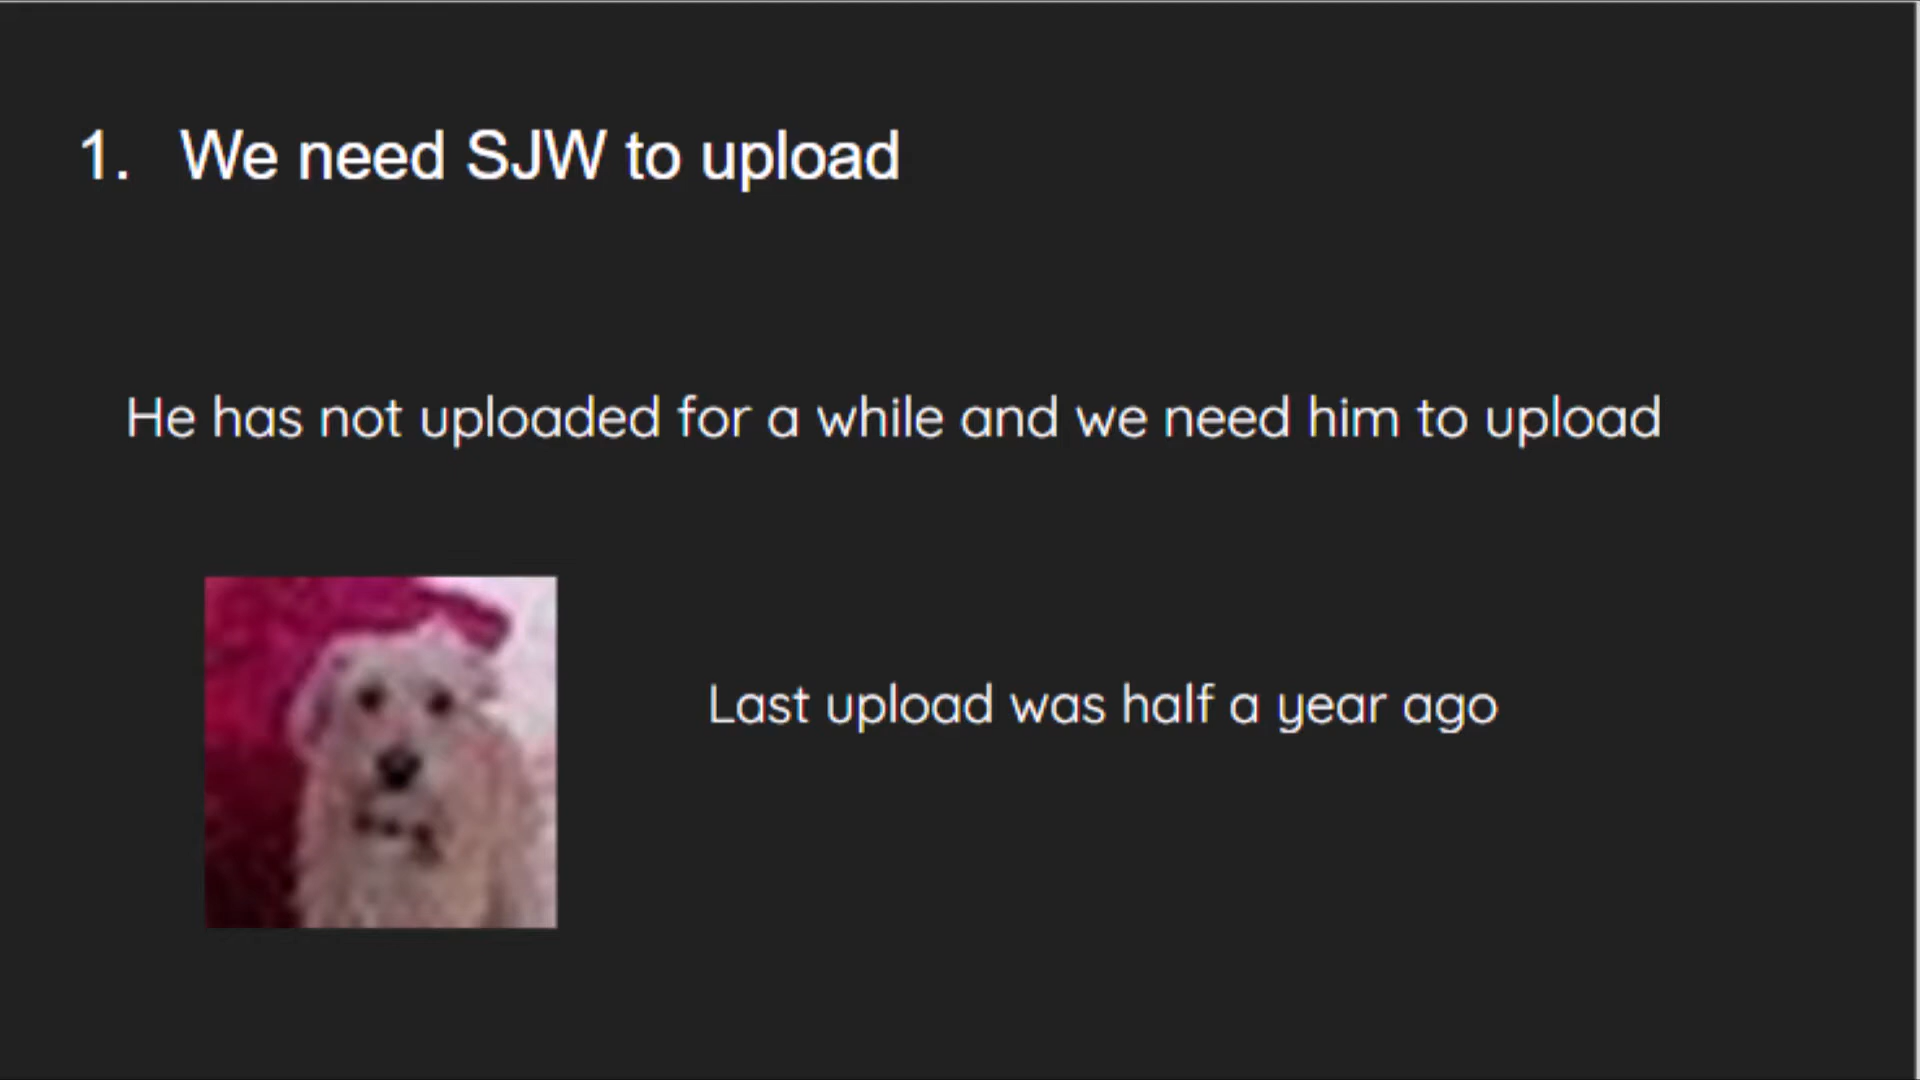 1. We need SJW to upload
He has not uploaded for a while and we need him to upload
Last upload was half a year ago